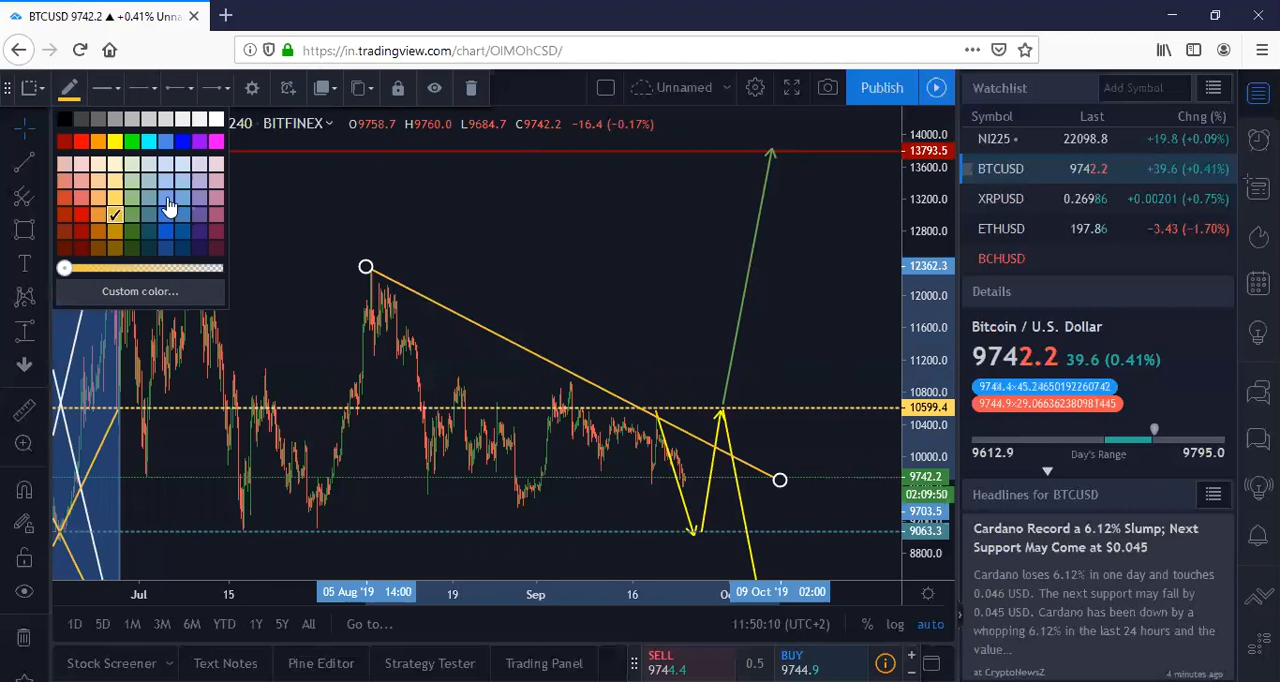 BTCUSD 9742.2 ▲ +0.41% Unna
https://in.tradingview.com/chart/OlMOhCSD/
Unnamed
Publish
240 · BITFINEX
O9758.7 H9760.0 L9684.7 C9742.2 −16.4 (−0.17%)
Custom color...
14000.0
13793.5
13600.0
13200.0
12800.0
12362.3
12000.0
11600.0
11200.0
10800.0
10599.4
10400.0
10000.0
9742.2
02:09:50
9703.5
9063.3
8800.0
Jul 15 05 Aug '19 14:00 19 Sep 16 09 Oct '19 02:00
1D 5D 1M 3M 6M YTD 1Y 5Y All Go to... 11:50:10 (UTC+2) % log auto
Stock Screener Text Notes Pine Editor Strategy Tester Trading Panel
SELL 9744.4 0.5 BUY 9744.9
Watchlist Add Symbol
Symbol Last Chg (%)
NI225 22098.8 +19.8 (+0.09%)
BTCUSD 9742.2 +39.6 (+0.41%)
XRPUSD 0.26986 +0.00201 (+0.75%)
ETHUSD 197.86 −3.43 (−1.70%)
BCHUSD
Details
Bitcoin / U.S. Dollar
9742.2 39.6 (0.41%)
9744.4×45.24650192260742
9744.9×29.066362380981445
9612.9 Day's Range 9795.0
Headlines for BTCUSD
Cardano Record a 6.12% Slump; Next
Support May Come at $0.045
Cardano loses 6.12% in one day and touches
0.046 USD. The next support may fall by
0.045 USD. Cardano has been down by a
whopping 6.12% in the last 24 hours and the
value...
at CryptoNewsZ 4 minutes ago